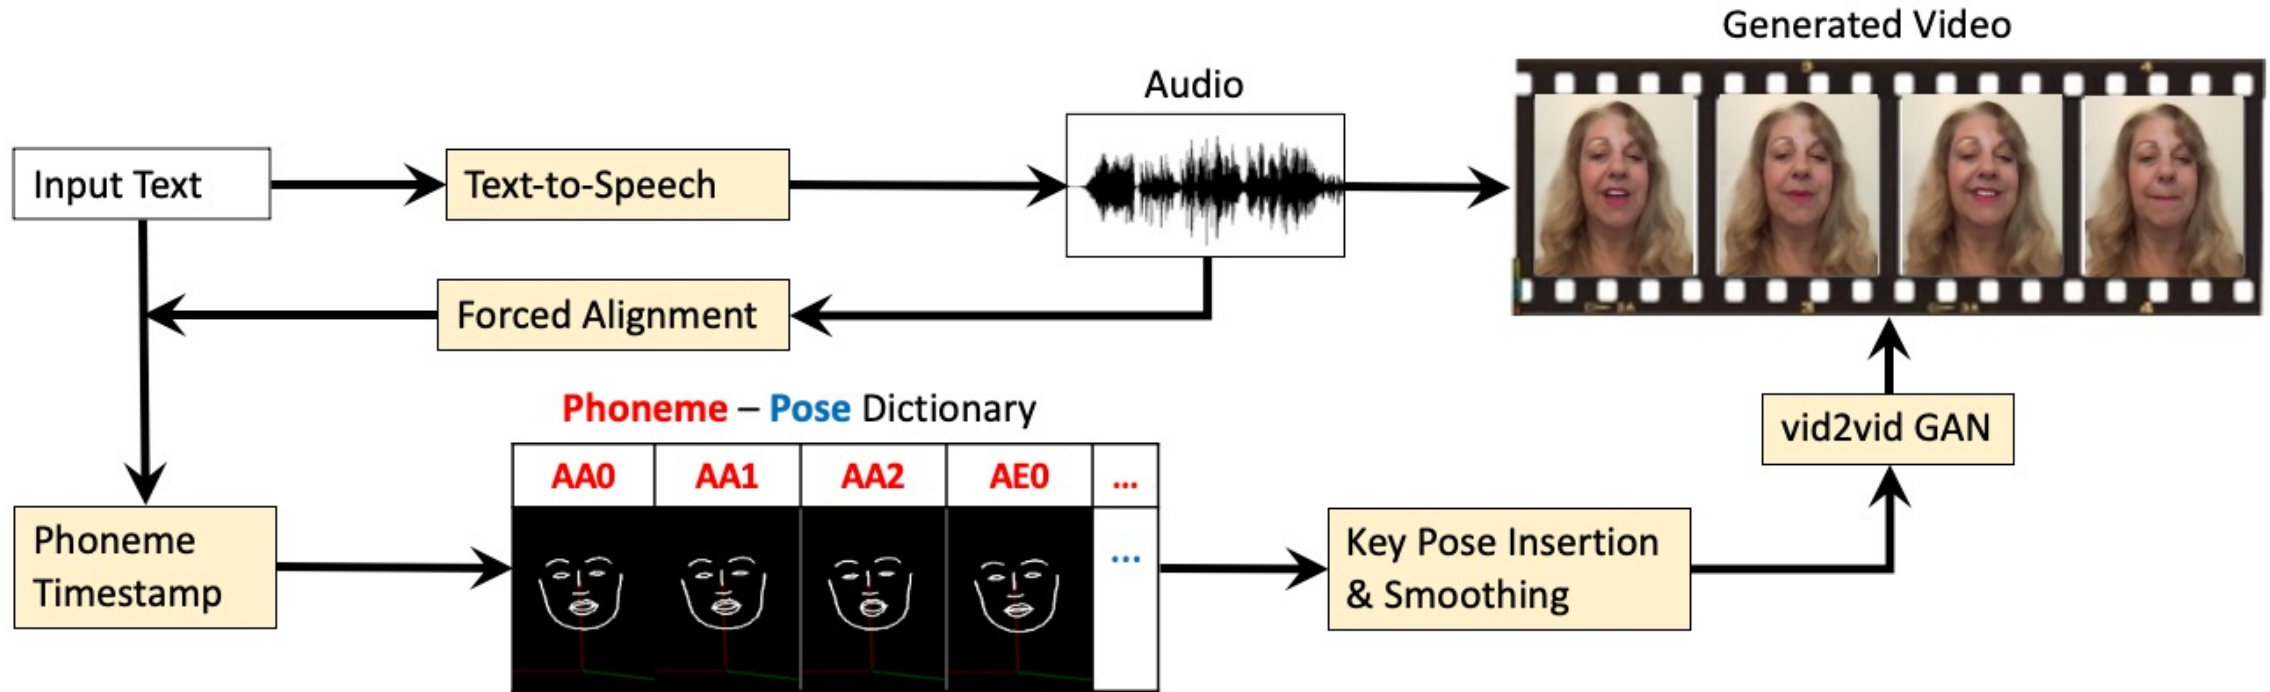 Generated Video
Audio
Input Text
Text-to-Speech
Forced Alignment
Phoneme – Pose Dictionary
vid2vid GAN
AA0
AA1
AA2
AE0
...
...
Phoneme
Timestamp
Key Pose Insertion
& Smoothing